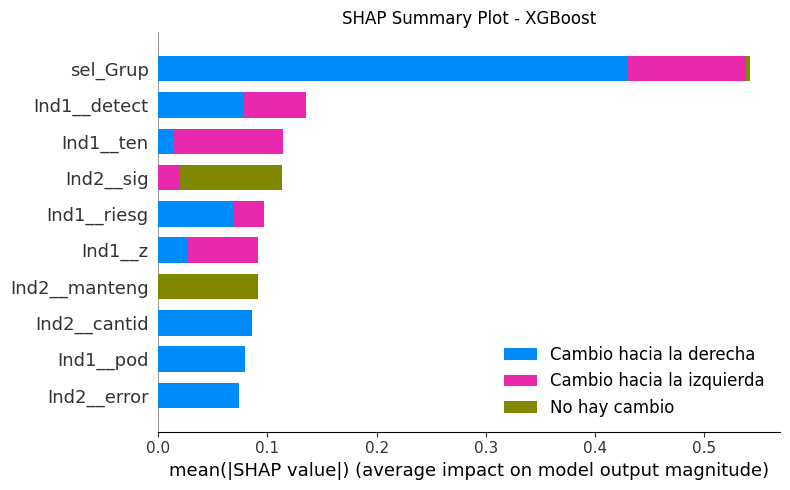 SHAP Summary Plot - XGBoost
sel_Grup
Ind1__detect
Ind1__ten
Ind2__sig
Ind1__riesg
Ind1__z
Ind2__manteng
Ind2__cantid
Ind1__pod
Ind2__error
Cambio hacia la derecha
Cambio hacia la izquierda
No hay cambio
0.0 0.1 0.2 0.3 0.4 0.5
mean(|SHAP value|) (average impact on model output magnitude)